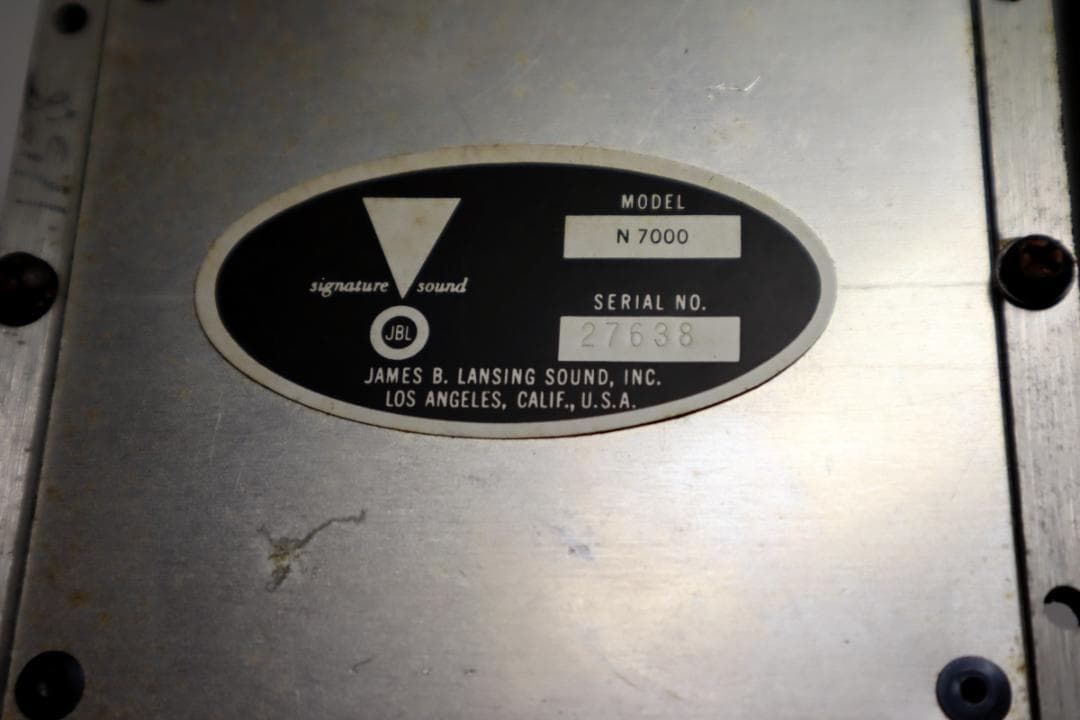 MODEL
N 7000
signature sound
SERIAL NO.
27638
JBL
JAMES B. LANSING SOUND, INC.
LOS ANGELES, CALIF., U.S.A.